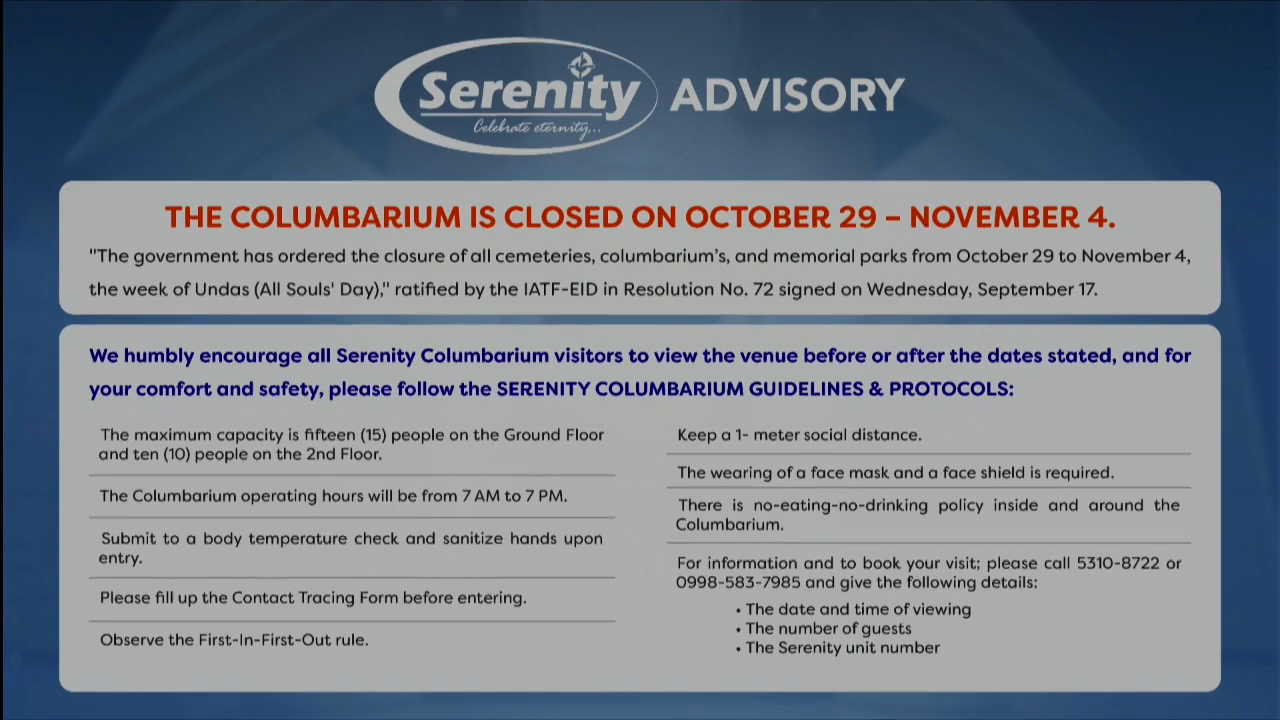 Serenity
Celebrate eternity...
ADVISORY
THE COLUMBARIUM IS CLOSED ON OCTOBER 29 – NOVEMBER 4.
"The government has ordered the closure of all cemeteries, columbarium's, and memorial parks from October 29 to November 4,
the week of Undas (All Souls' Day)," ratified by the IATF-EID in Resolution No. 72 signed on Wednesday, September 17.
We humbly encourage all Serenity Columbarium visitors to view the venue before or after the dates stated, and for
your comfort and safety, please follow the SERENITY COLUMBARIUM GUIDELINES & PROTOCOLS:
The maximum capacity is fifteen (15) people on the Ground Floor
and ten (10) people on the 2nd Floor.
The Columbarium operating hours will be from 7 AM to 7 PM.
Submit to a body temperature check and sanitize hands upon
entry.
Please fill up the Contact Tracing Form before entering.
Observe the First-In-First-Out rule.
Keep a 1- meter social distance.
The wearing of a face mask and a face shield is required.
There is no-eating-no-drinking policy inside and around the
Columbarium.
For information and to book your visit; please call 5310-8722 or
0998-583-7985 and give the following details:
• The date and time of viewing
• The number of guests
• The Serenity unit number